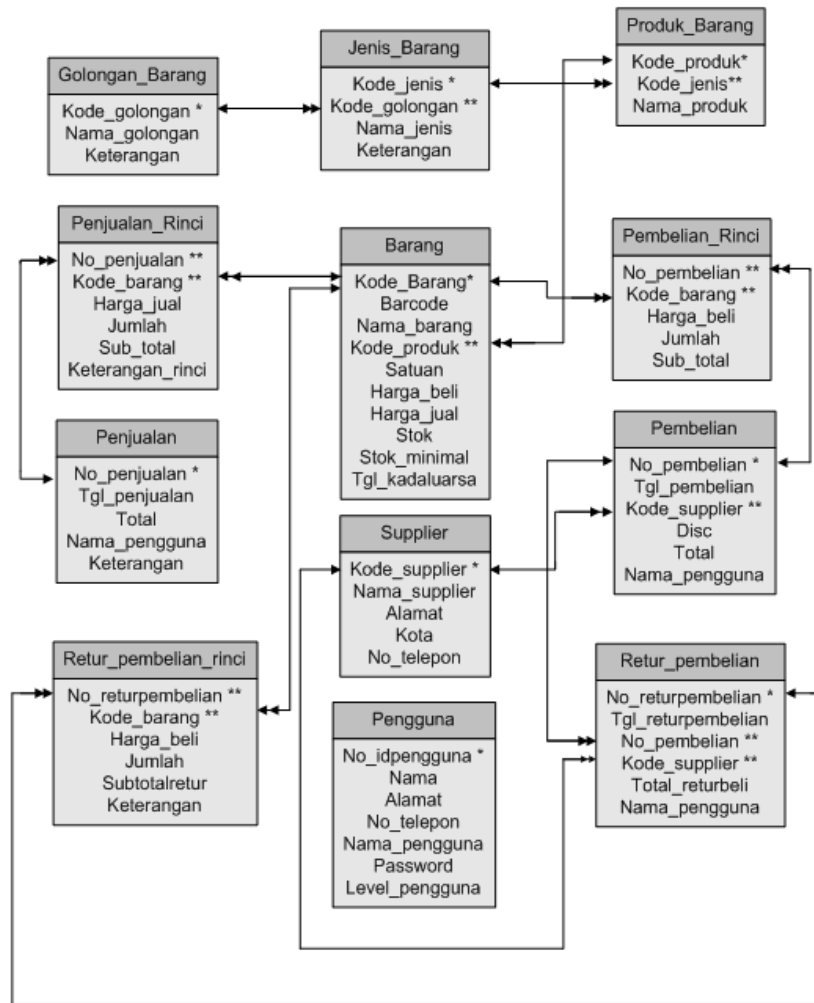 Golongan_Barang
Kode_golongan *
Nama_golongan
Keterangan
Jenis_Barang
Kode_jenis *
Kode_golongan **
Nama_jenis
Keterangan
Produk_Barang
Kode_produk*
Kode_jenis**
Nama_produk
Penjualan_Rinci
No_penjualan **
Kode_barang **
Harga_jual
Jumlah
Sub_total
Keterangan_rinci
Barang
Kode_Barang*
Barcode
Nama_barang
Kode_produk **
Satuan
Harga_beli
Harga_jual
Stok
Stok_minimal
Tgl_kadaluarsa
Pembelian_Rinci
No_pembelian **
Kode_barang **
Harga_beli
Jumlah
Sub_total
Penjualan
No_penjualan *
Tgl_penjualan
Total
Nama_pengguna
Keterangan
Supplier
Kode_supplier *
Nama_supplier
Alamat
Kota
No_telepon
Pembelian
No_pembelian *
Tgl_pembelian
Kode_supplier **
Disc
Total
Nama_pengguna
Retur_pembelian_rinci
No_returpembelian **
Kode_barang **
Harga_beli
Jumlah
Subtotalretur
Keterangan
Pengguna
No_idpengguna *
Nama
Alamat
No_telepon
Nama_pengguna
Password
Level_pengguna
Retur_pembelian
No_returpembelian *
Tgl_returpembelian
No_pembelian **
Kode_supplier **
Total_returbeli
Nama_pengguna